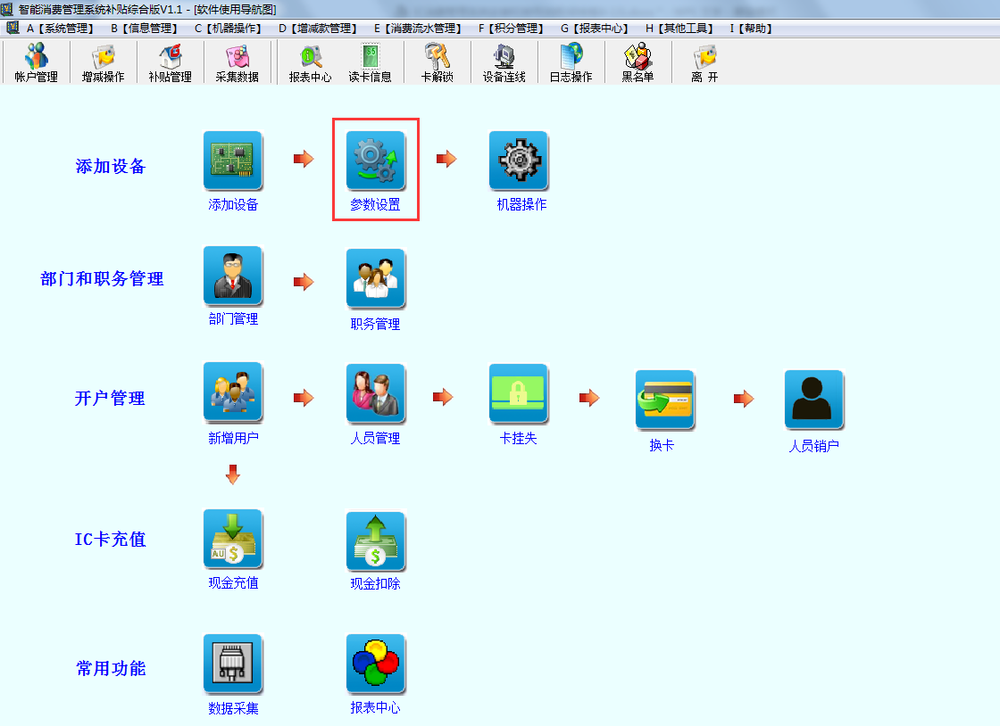 智能消费管理系统补贴综合版V1.1 - [软件使用导航图]
A【系统管理】 B【信息管理】 C【机器操作】 D【增减款管理】 E【消费流水管理】 F【积分管理】 G【报表中心】 H【其他工具】 I【帮助】
帐户管理 增减操作 补贴管理 采集数据 报表中心 读卡信息 卡解锁 设备连线 日志操作 黑名单 离 开
添加设备
添加设备 参数设置 机器操作
部门和职务管理
部门管理 职务管理
开户管理
新增用户 人员管理 卡挂失 换卡 人员销户
IC卡充值
现金充值 现金扣除
常用功能
数据采集 报表中心